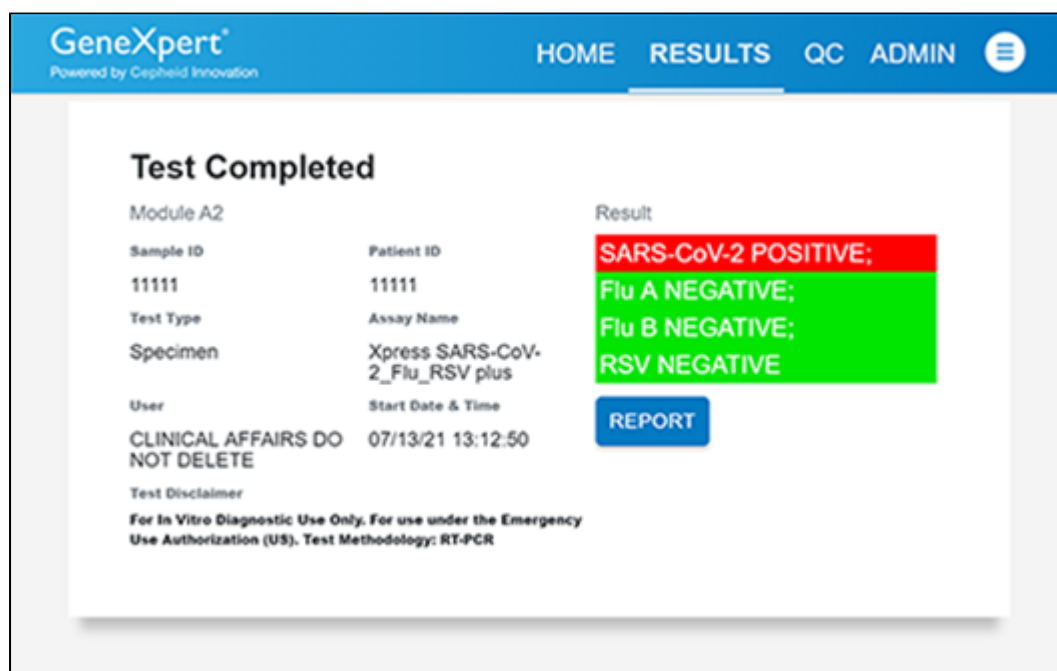 GeneXpert®
Powered by Cepheid Innovation
HOME RESULTS QC ADMIN
Test Completed
Module A2
Sample ID Patient ID
11111 11111
Test Type Assay Name
Specimen Xpress SARS-CoV-
2_Flu_RSV plus
User Start Date & Time
CLINICAL AFFAIRS DO 07/13/21 13:12:50
NOT DELETE
Test Disclaimer
For In Vitro Diagnostic Use Only. For use under the Emergency
Use Authorization (US). Test Methodology: RT-PCR
Result
SARS-CoV-2 POSITIVE;
Flu A NEGATIVE;
Flu B NEGATIVE;
RSV NEGATIVE
REPORT